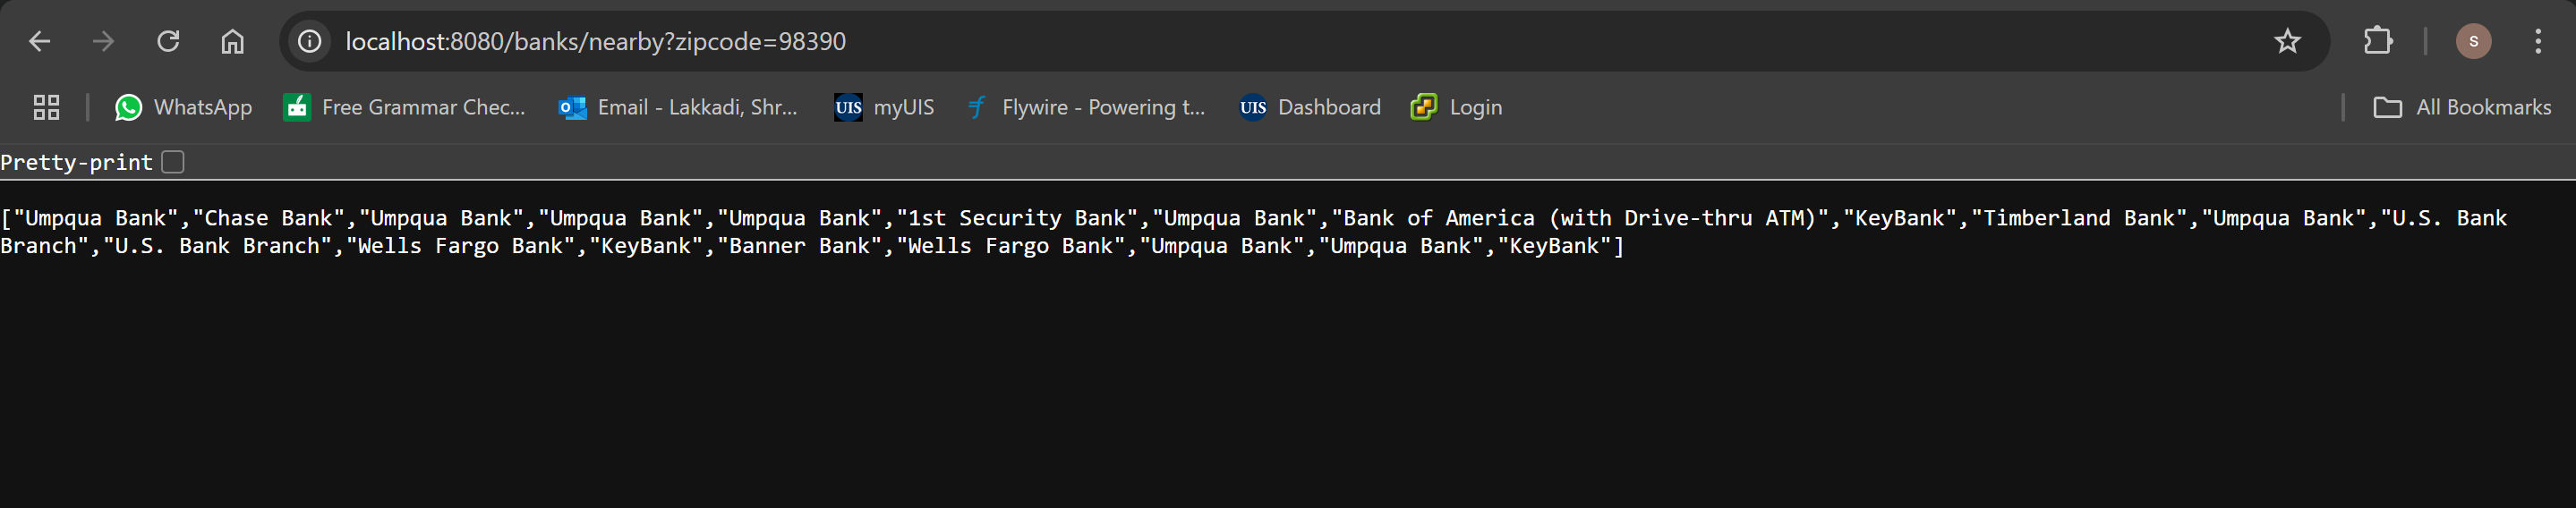 localhost:8080/banks/nearby?zipcode=98390
S
WhatsApp Free Grammar Chec... Email - Lakkadi, Shr... UIS myUIS Flywire - Powering t... UIS Dashboard Login All Bookmarks
Pretty-print
["Umpqua Bank","Chase Bank","Umpqua Bank","Umpqua Bank","Umpqua Bank","1st Security Bank","Umpqua Bank","Bank of America (with Drive-thru ATM)","KeyBank","Timberland Bank","Umpqua Bank","U.S. Bank
Branch","U.S. Bank Branch","Wells Fargo Bank","KeyBank","Banner Bank","Wells Fargo Bank","Umpqua Bank","Umpqua Bank","KeyBank"]